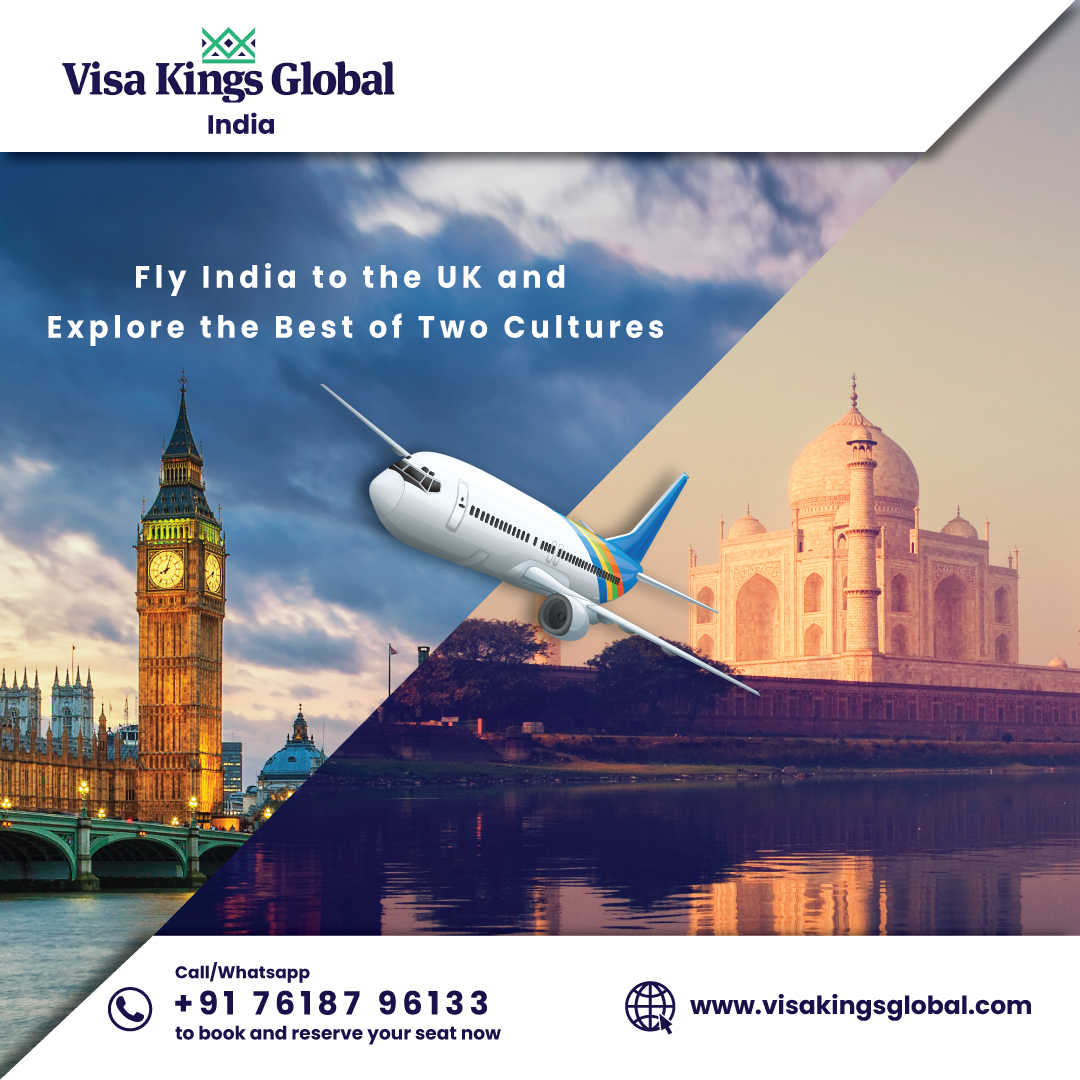 Visa Kings Global
India
Fly India to the UK and
Explore the Best of Two Cultures
Call/Whatsapp
+91 76187 96133
to book and reserve your seat now
www.visakingsglobal.com